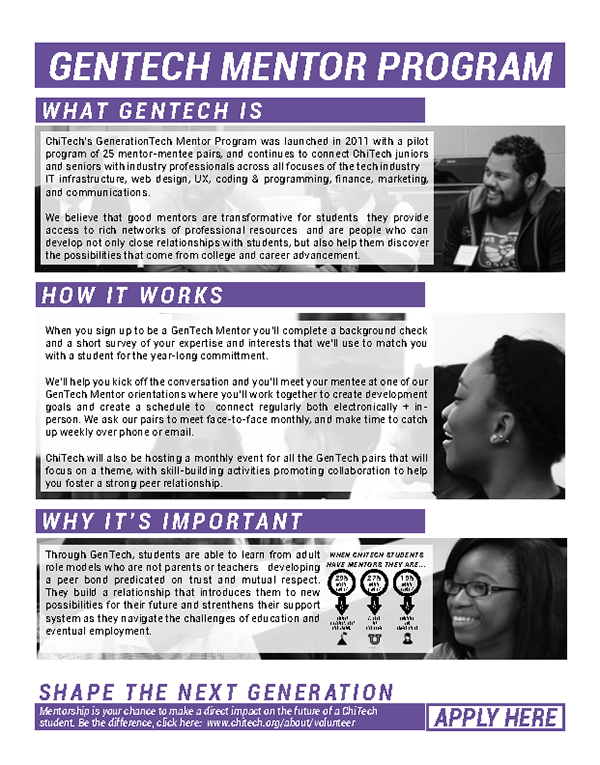 GENTECH MENTOR PROGRAM
WHAT GENTECH IS
ChiTech's GenerationTech Mentor Program was launched in 2011 with a pilot
program of 25 mentor-mentee pairs, and continues to connect ChiTech juniors
and seniors with industry professionals across all focuses of the tech industry
IT infrastructure, web design, UX, coding & programming, finance, marketing,
and communications.
We believe that good mentors are transformative for students they provide
access to rich networks of professional resources and are people who can
develop not only close relationships with students, but also help them discover
the possibilities that come from college and career advancement.
HOW IT WORKS
When you sign up to be a GenTech Mentor you'll complete a background check
and a short survey of your expertise and interests that we'll use to match you
with a student for the year-long committment.
We'll help you kick off the conversation and you'll meet your mentee at one of our
GenTech Mentor orientations where you'll work together to create development
goals and create a schedule to connect regularly both electronically + in-
person. We ask our pairs to meet face-to-face monthly, and make time to catch
up weekly over phone or email.
ChiTech will also be hosting a monthly event for all the GenTech pairs that will
focus on a theme, with skill-building activities promoting collaboration to help
you foster a strong peer relationship.
WHY IT'S IMPORTANT
Through GenTech, students are able to learn from adult
role models who are not parents or teachers developing
a peer bond predicated on trust and mutual respect.
They build a relationship that introduces them to new
possibilities for their future and strenthens their support
system as they navigate the challenges of education and
eventual employment.
WHEN CHITECH STUDENTS
HAVE MENTORS THEY ARE...
SHAPE THE NEXT GENERATION
Mentorship is your chance to make a direct impact on the future of a ChiTech
student. Be the difference, click here: www.chitech.org/about/volunteer
APPLY HERE